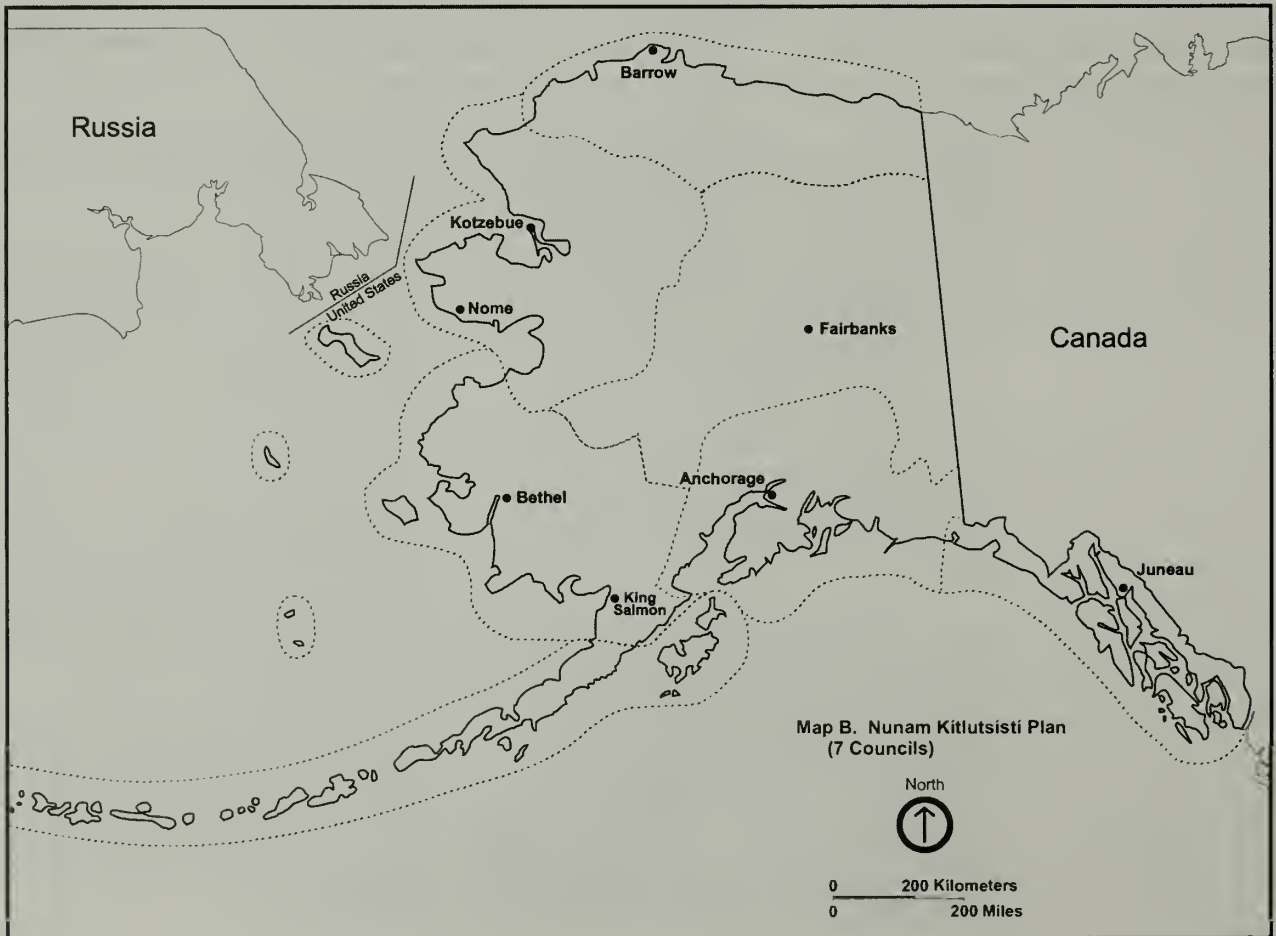 Barrow
Russia
Kotzebue
Russia
United States
Nome
Fairbanks
Canada
Anchorage
Bethel
Juneau
King
Salmon
Map B. Nunam Kitlutsisti Plan
(7 Councils)
North
0 200 Kilometers
0 200 Miles